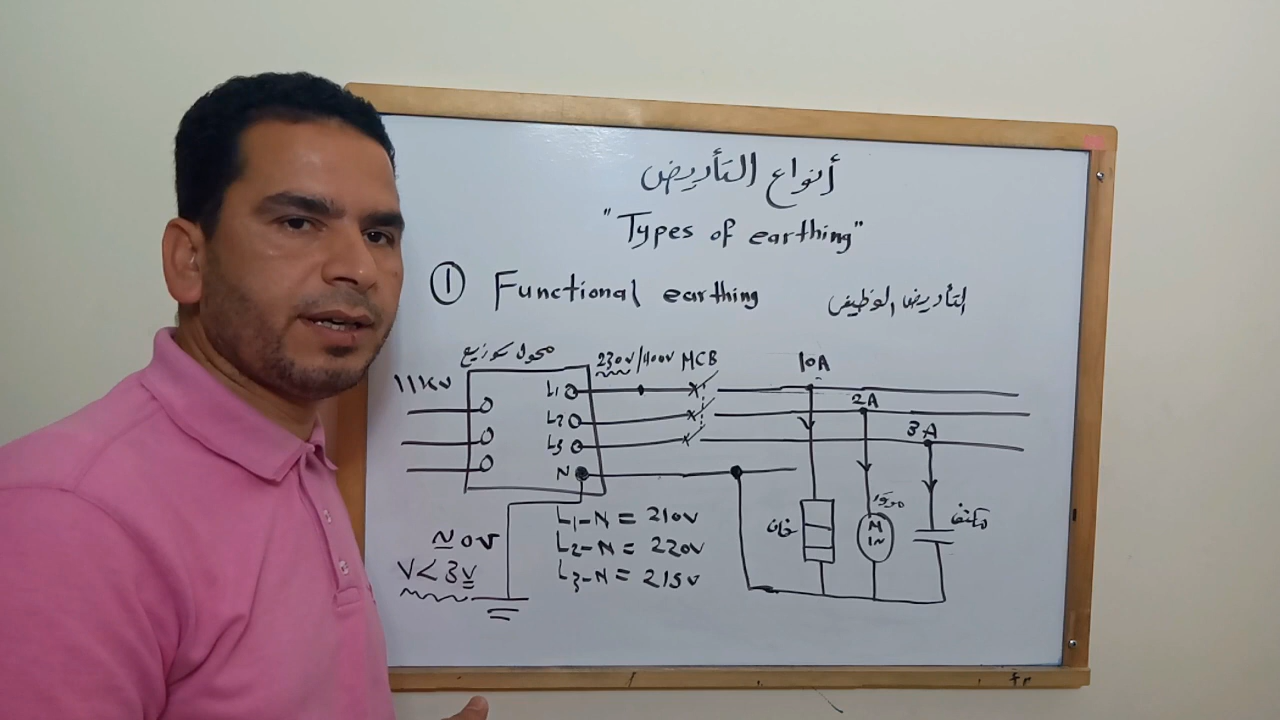 أنواع التأريض
"Types of earthing"
① Functional earthing التأريض الوظيفي
محول توزيع 230v/400v MCB 10A
11kv L1
L2 2A
L3 3A
N
L1-N = 210v
L2-N = 220v
L3-N = 215v
~ 0v
V<3v
سخان
موتور
M
1~
مكثف